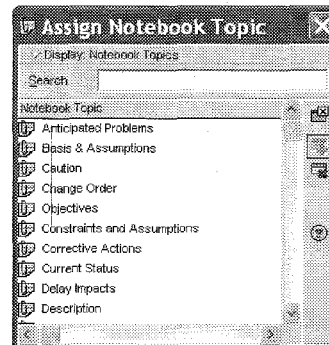 Assign Notebook Topic
Display: Notebook Topics
Search
Notebook Topic
Anticipated Problems
Basis & Assumptions
Caution
Change Order
Objectives
Constraints and Assumptions
Corrective Actions
Current Status
Delay Impacts
Description